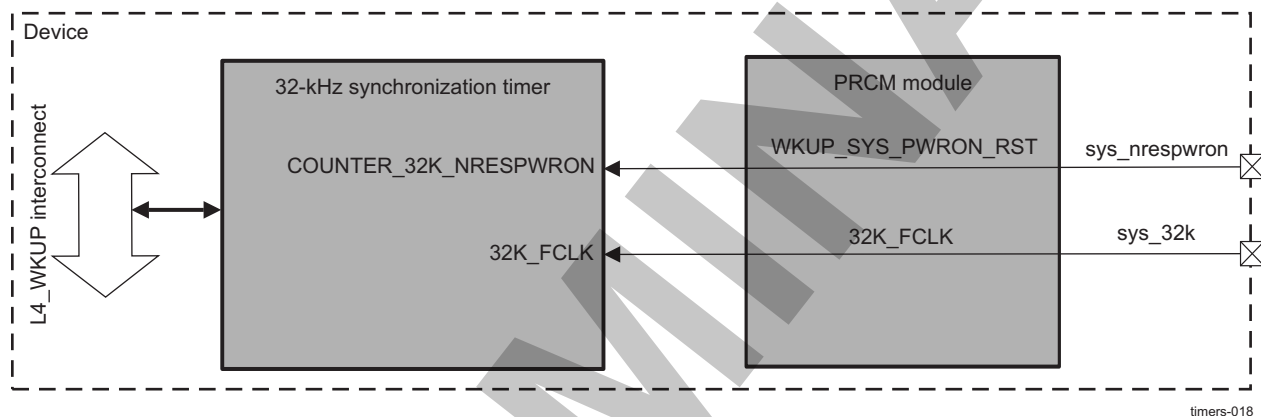 Device
32-kHz synchronization timer
PRCM module
L4_WKUP interconnect
COUNTER_32K_NRESPWRON
WKUP_SYS_PWRON_RST
sys_nrespwron
32K_FCLK
32K_FCLK
sys_32k
timers-018